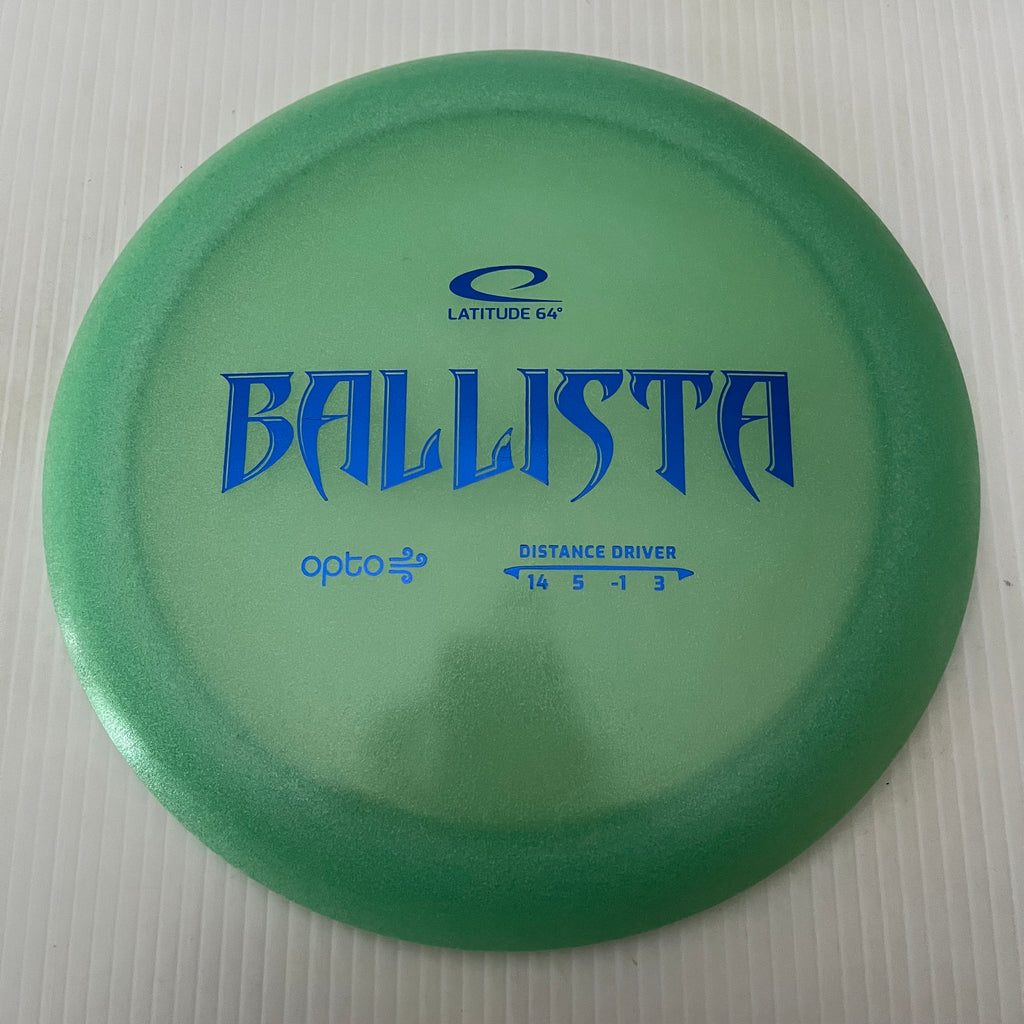 LATITUDE 64°
BALLISTA
opto
DISTANCE DRIVER
14 5 -1 3